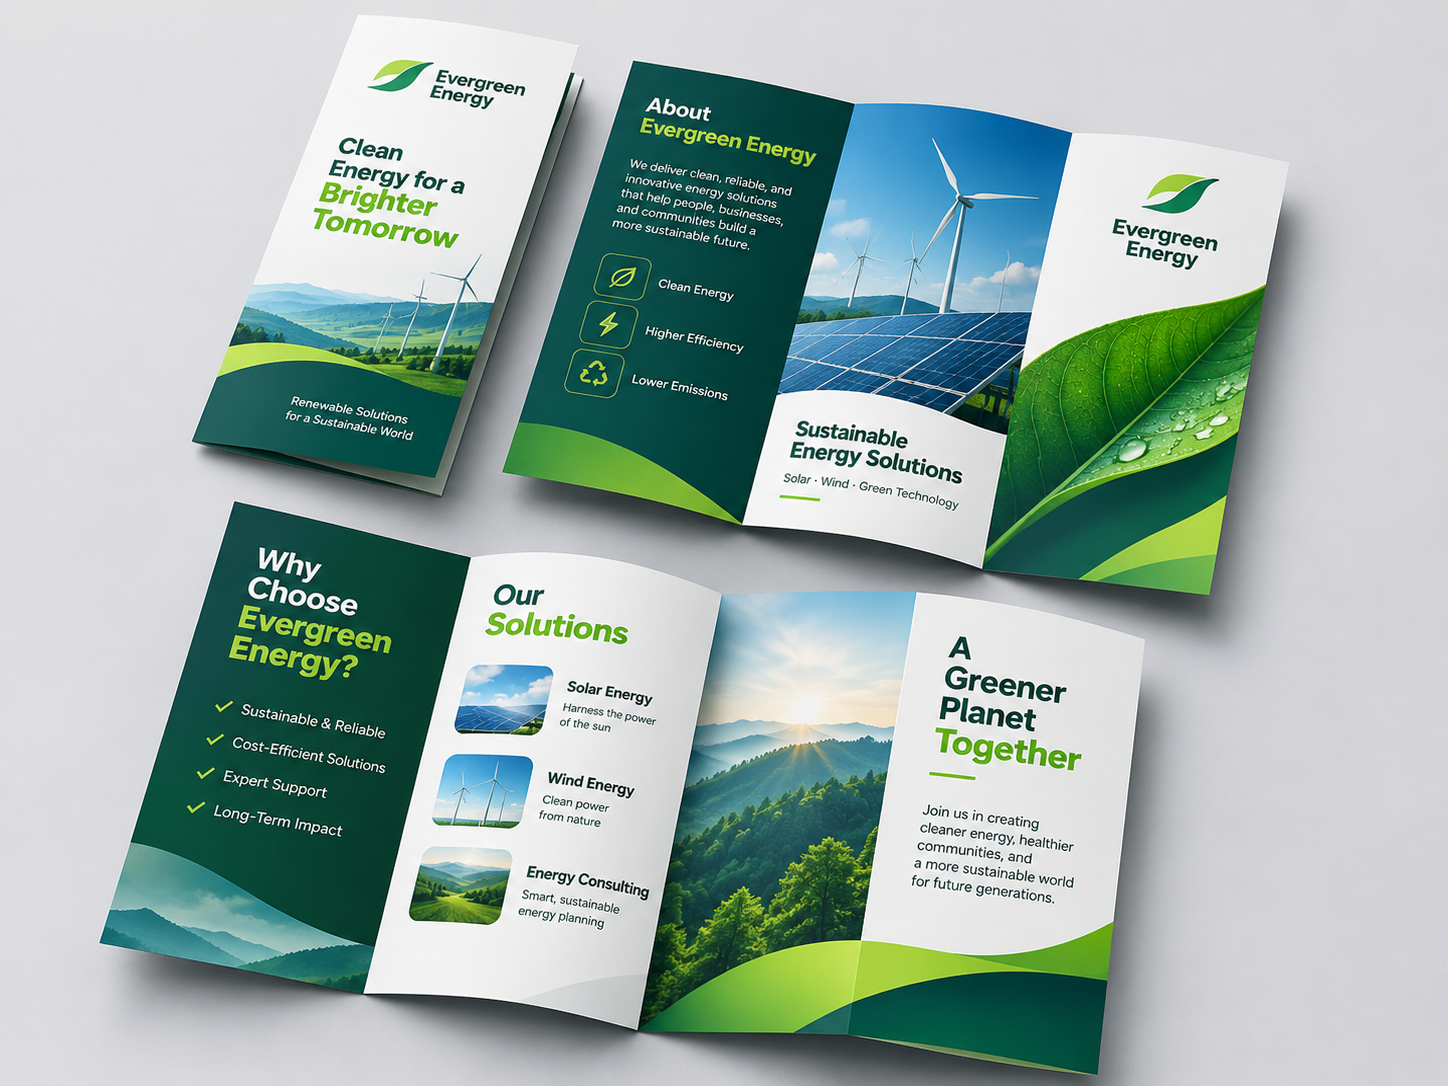 Evergreen
Energy
Clean
Energy for a
Brighter
Tomorrow
Renewable Solutions
for a Sustainable World
About
Evergreen Energy
We deliver clean, reliable, and
innovative energy solutions
that help people, businesses,
and communities build a
more sustainable future.
Clean Energy
Higher Efficiency
Lower Emissions
Sustainable
Energy Solutions
Solar · Wind · Green Technology
Evergreen
Energy
Why
Choose
Evergreen
Energy?
Sustainable & Reliable
Cost-Efficient Solutions
Expert Support
Long-Term Impact
Our
Solutions
Solar Energy
Harness the power
of the sun
Wind Energy
Clean power
from nature
Energy Consulting
Smart, sustainable
energy planning
A
Greener
Planet
Together
Join us in creating
cleaner energy, healthier
communities, and
a more sustainable world
for future generations.